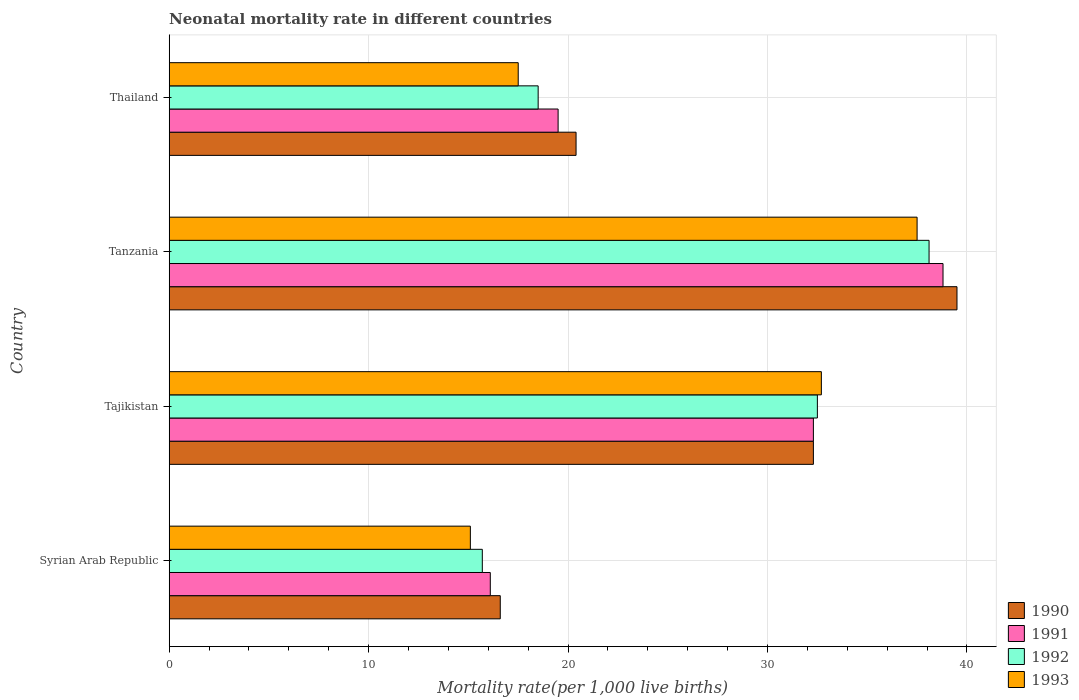 Neonatal mortality rate in different countries
Thailand
Tanzania
Country
Tajikistan
Syrian Arab Republic
1990
1991
1992
1993
10
20
30
40
Mortality rate(per 1,000 live births)